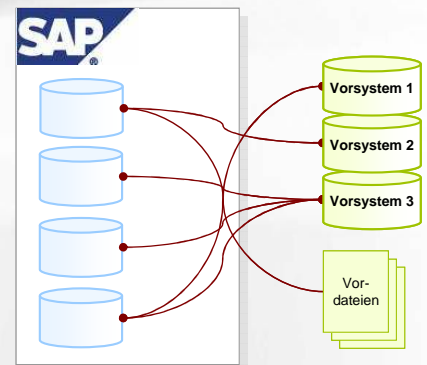 SAP
®
Vorsystem 1
Vorsystem 2
Vorsystem 3
Vor-
dateien